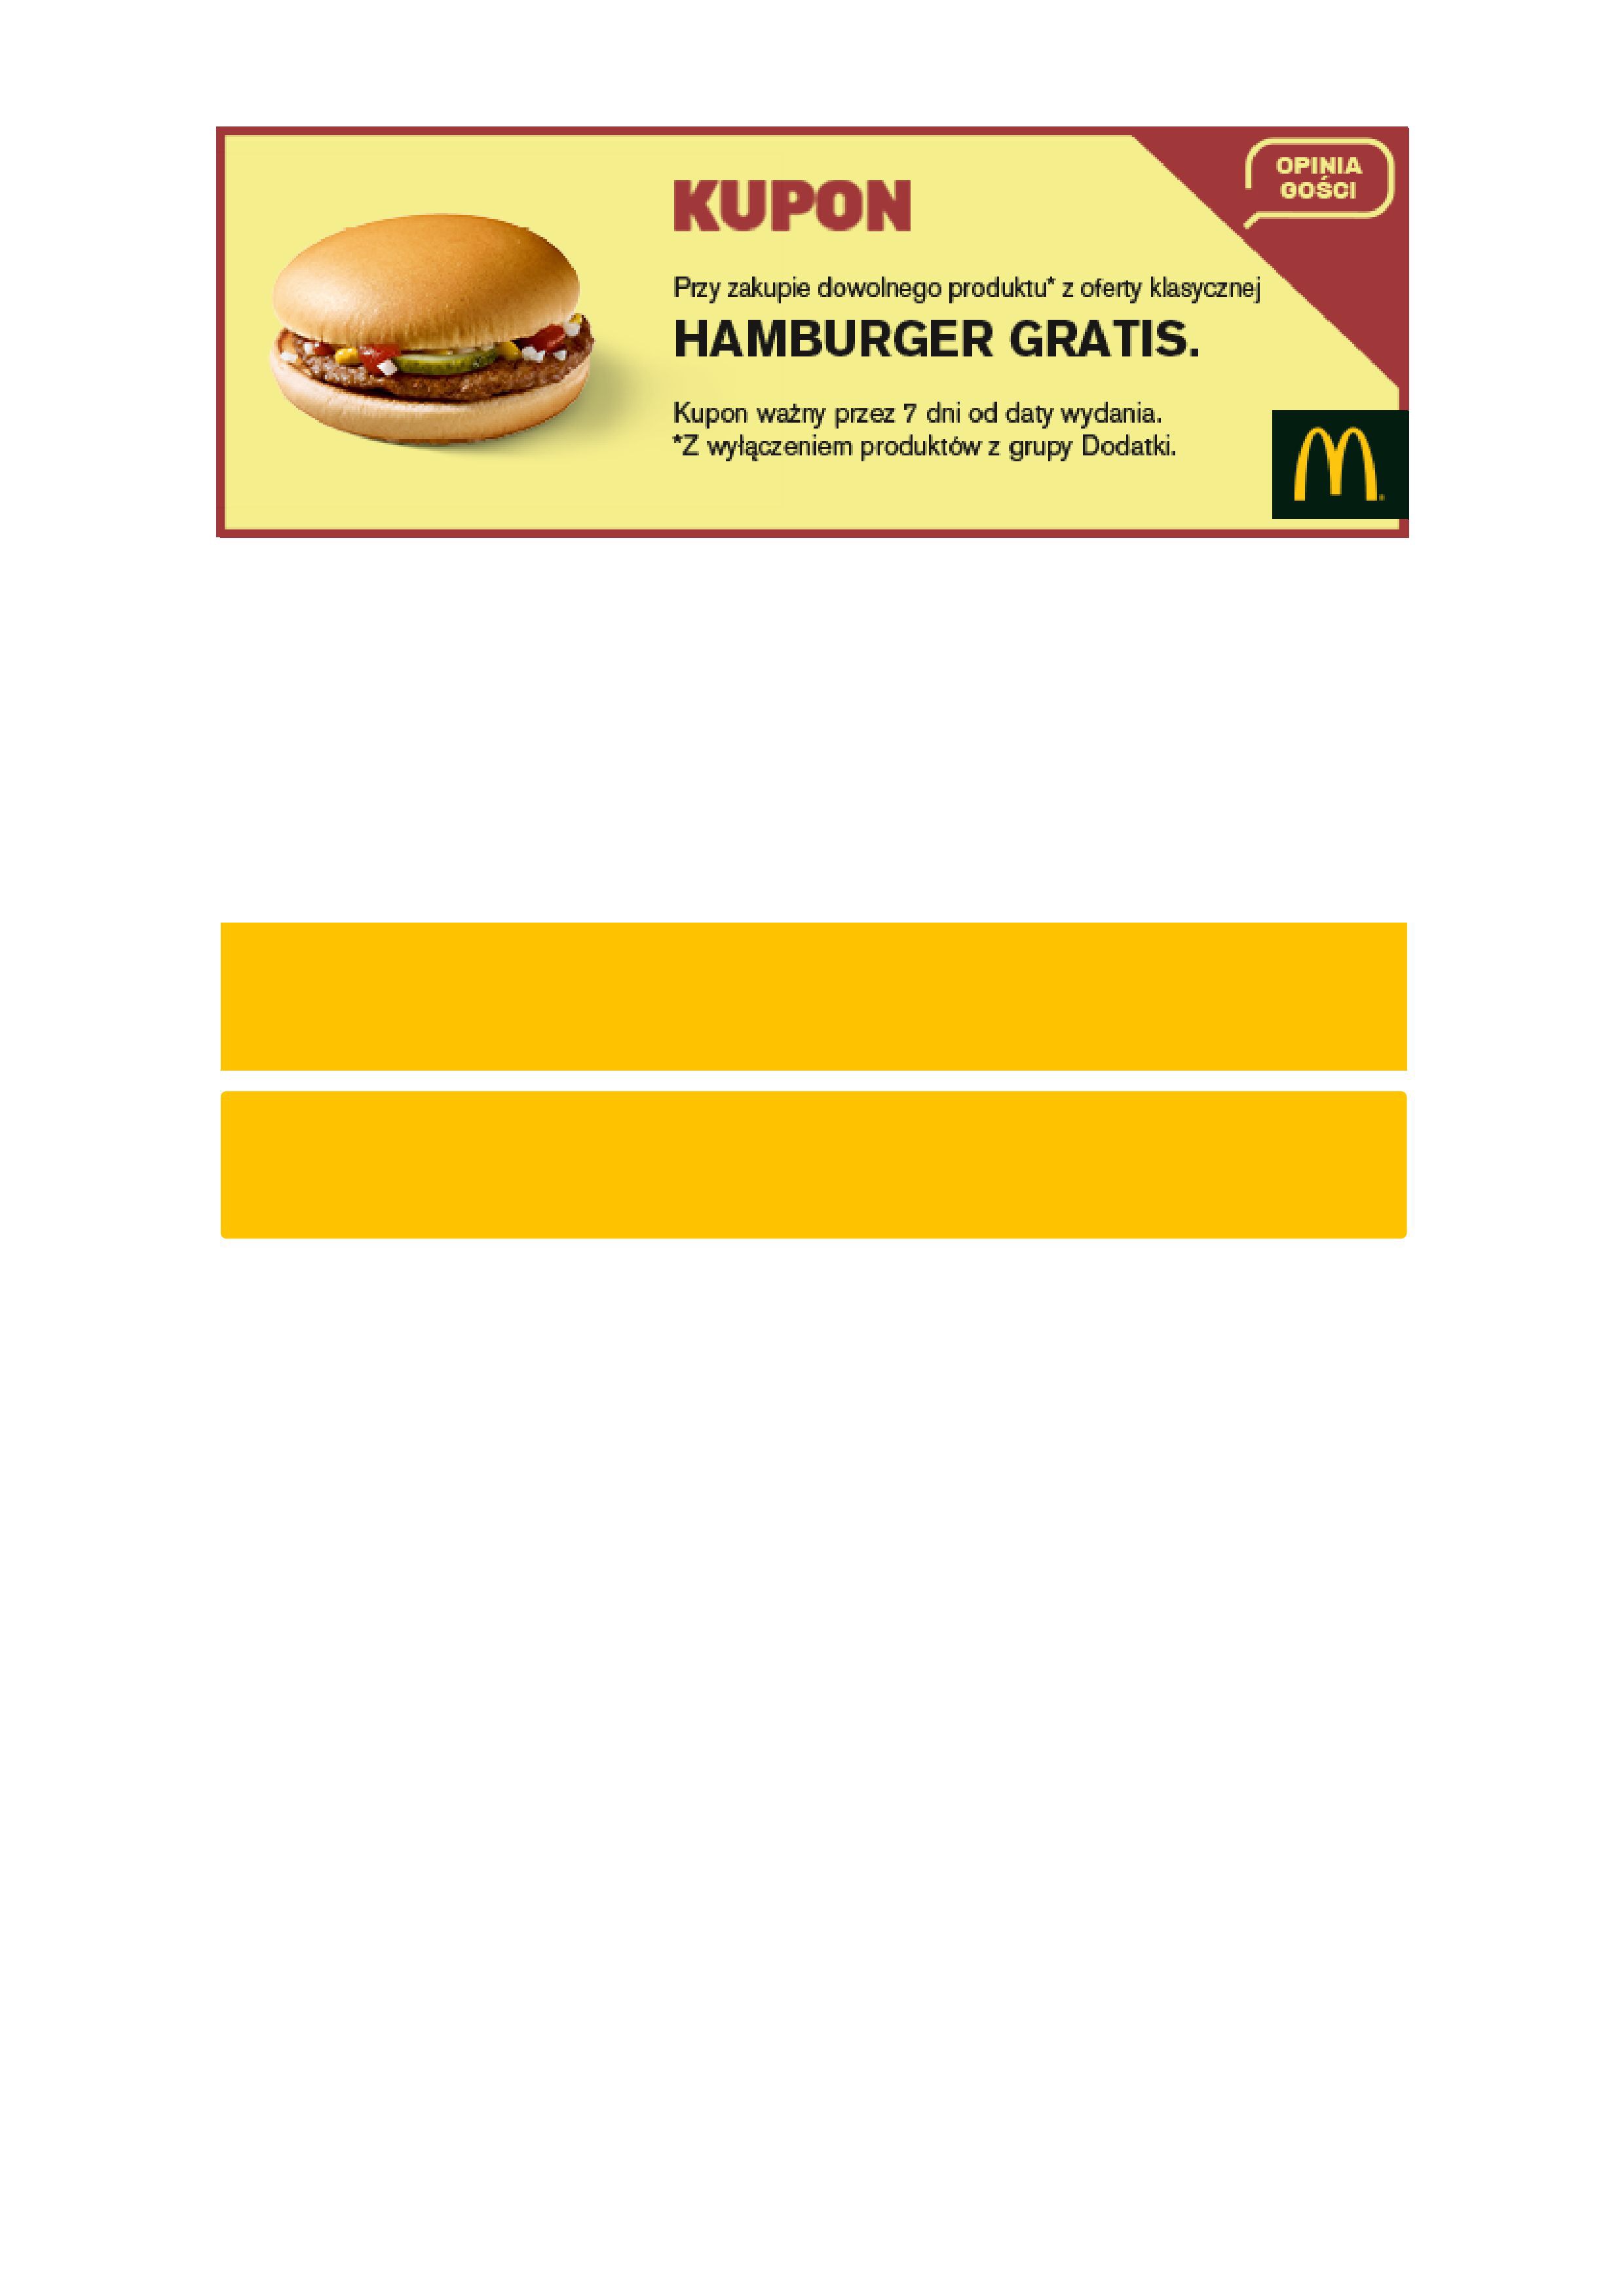 OPINIA
GOŚCI
KUPON
Przy zakupie dowolnego produktu* z oferty klasycznej
HAMBURGER GRATIS.
Kupon ważny przez 7 dni od daty wydania.
*Z wyłączeniem produktów z grupy Dodatki.